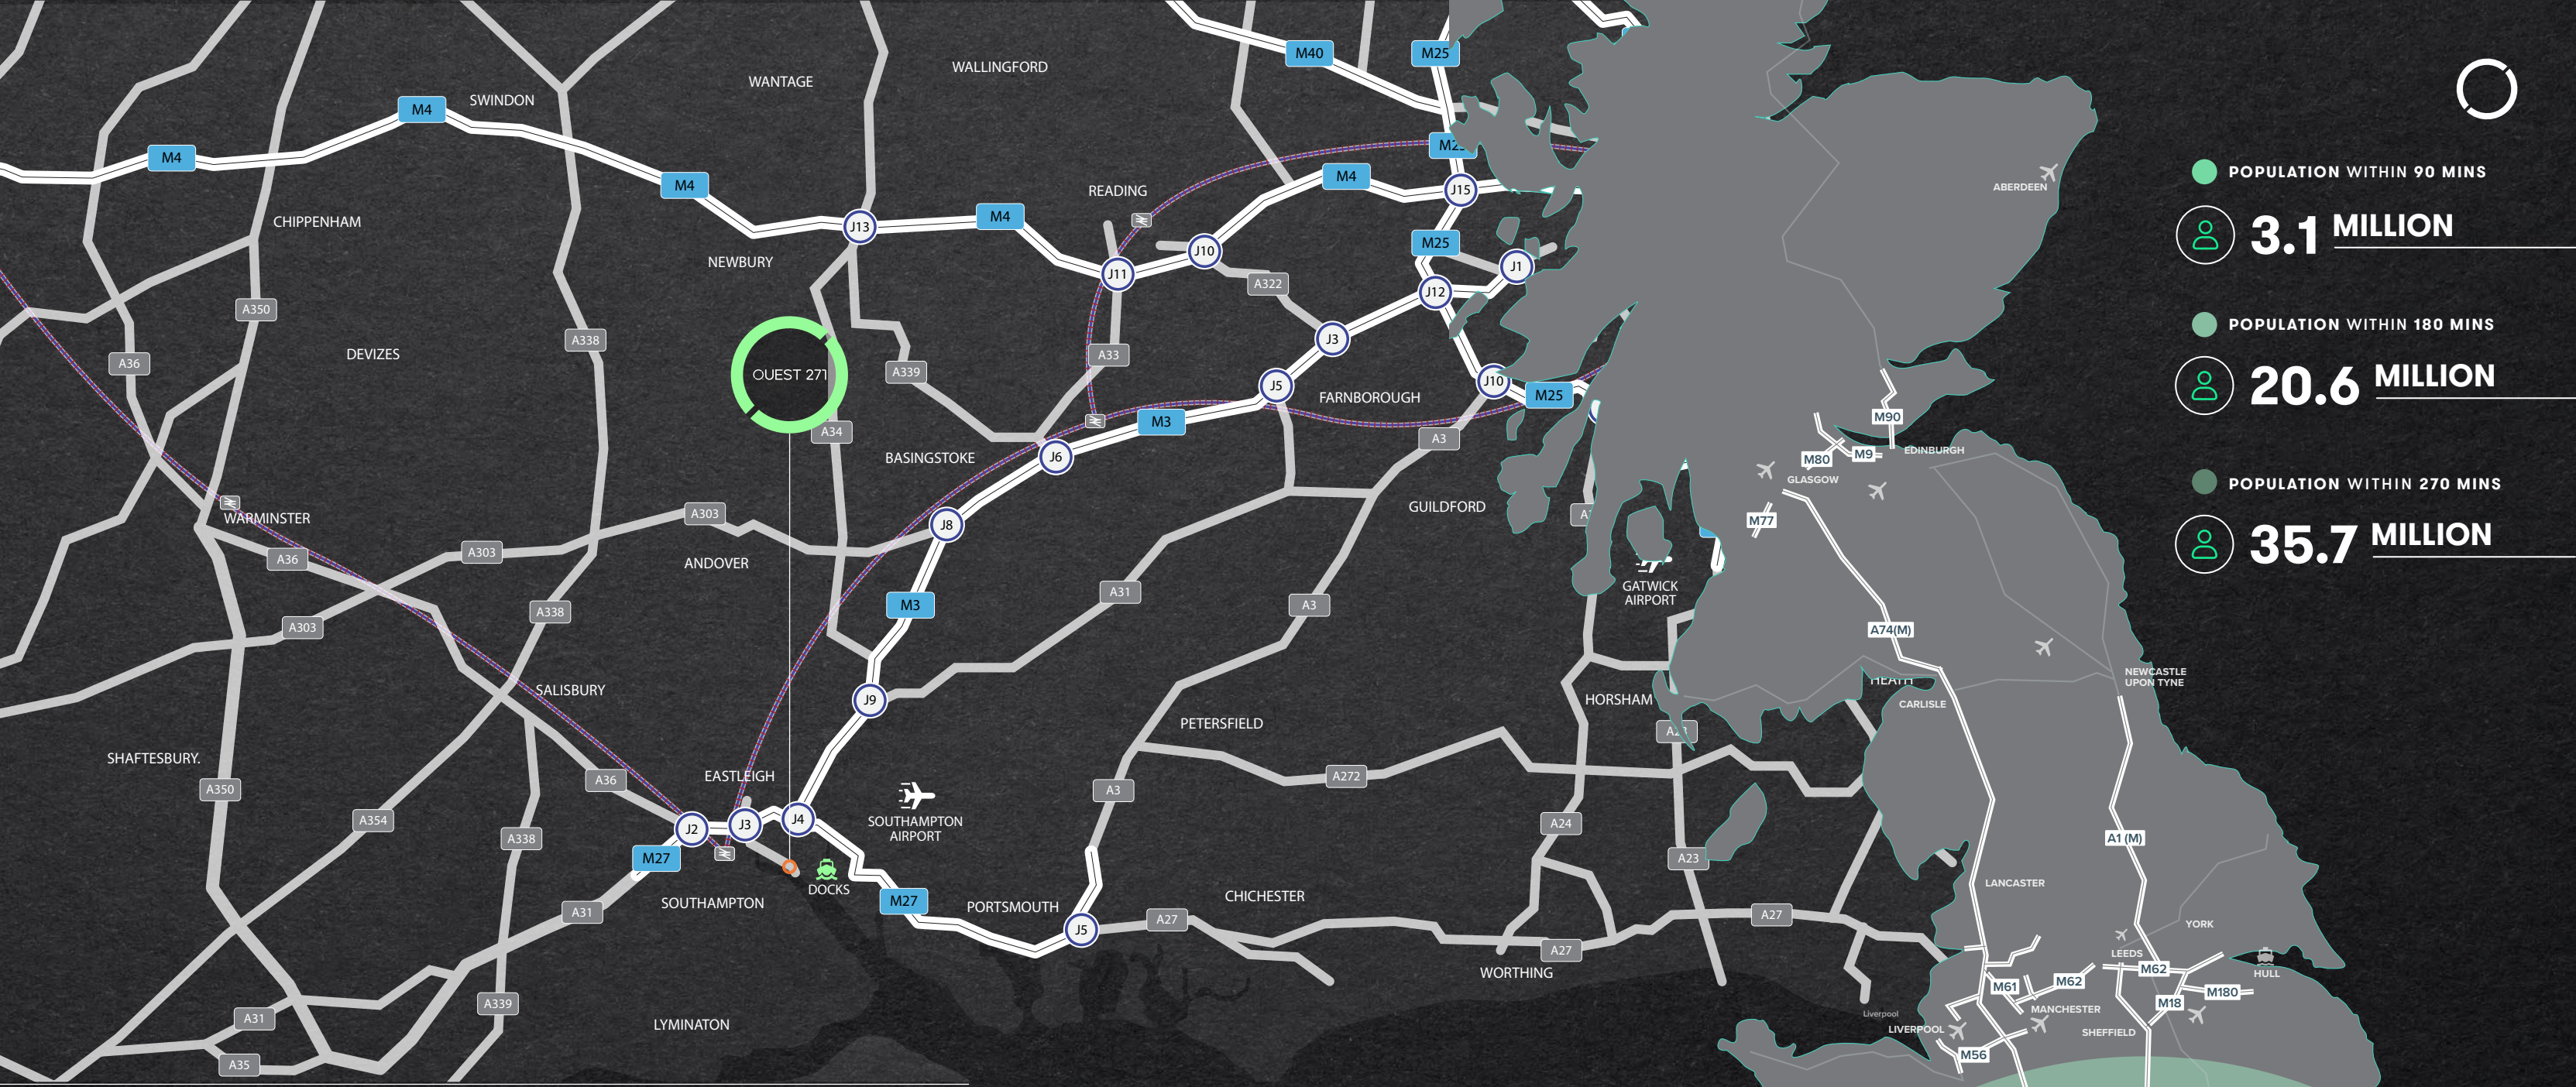 M40
M25
WALLINGFORD
WANTAGE
SWINDON
M4
M4
M4
M4
M4
READING
J15
CHIPPENHAM
J13
NEWBURY
J11
J10
M25
J1
A322
J12
A350
A338
J3
A33
DEVIZES
A36
A339
QUEST 271
J5
J10
M25
FARNBOROUGH
M3
A34
A3
BASINGSTOKE
J6
GUILDFORD
WARMINSTER
A303
J8
A303
A36
ANDOVER
GATWICK
AIRPORT
A31
M3
A3
A338
A303
SALISBURY
J9
HORSHAM
PETERSFIELD
A23
SHAFTESBURY.
EASTLEIGH
A36
A272
A350
A3
SOUTHAMPTON
AIRPORT
A354
J2
J3
J4
A24
A338
M27
A23
DOCKS
SOUTHAMPTON
M27
PORTSMOUTH
CHICHESTER
A31
J5
A27
A27
A27
WORTHING
A339
A31
LYMINATON
A35
HEATH
ABERDEEN
M90
M80
M9
EDINBURGH
GLASGOW
M77
A74(M)
NEWCASTLE
UPON TYNE
CARLISLE
A1 (M)
LANCASTER
YORK
LEEDS
M62
HULL
M61
M62
M180
M18
MANCHESTER
Liverpool
LIVERPOOL
SHEFFIELD
M56
POPULATION WITHIN 90 MINS
3.1 MILLION
POPULATION WITHIN 180 MINS
20.6 MILLION
POPULATION WITHIN 270 MINS
35.7 MILLION